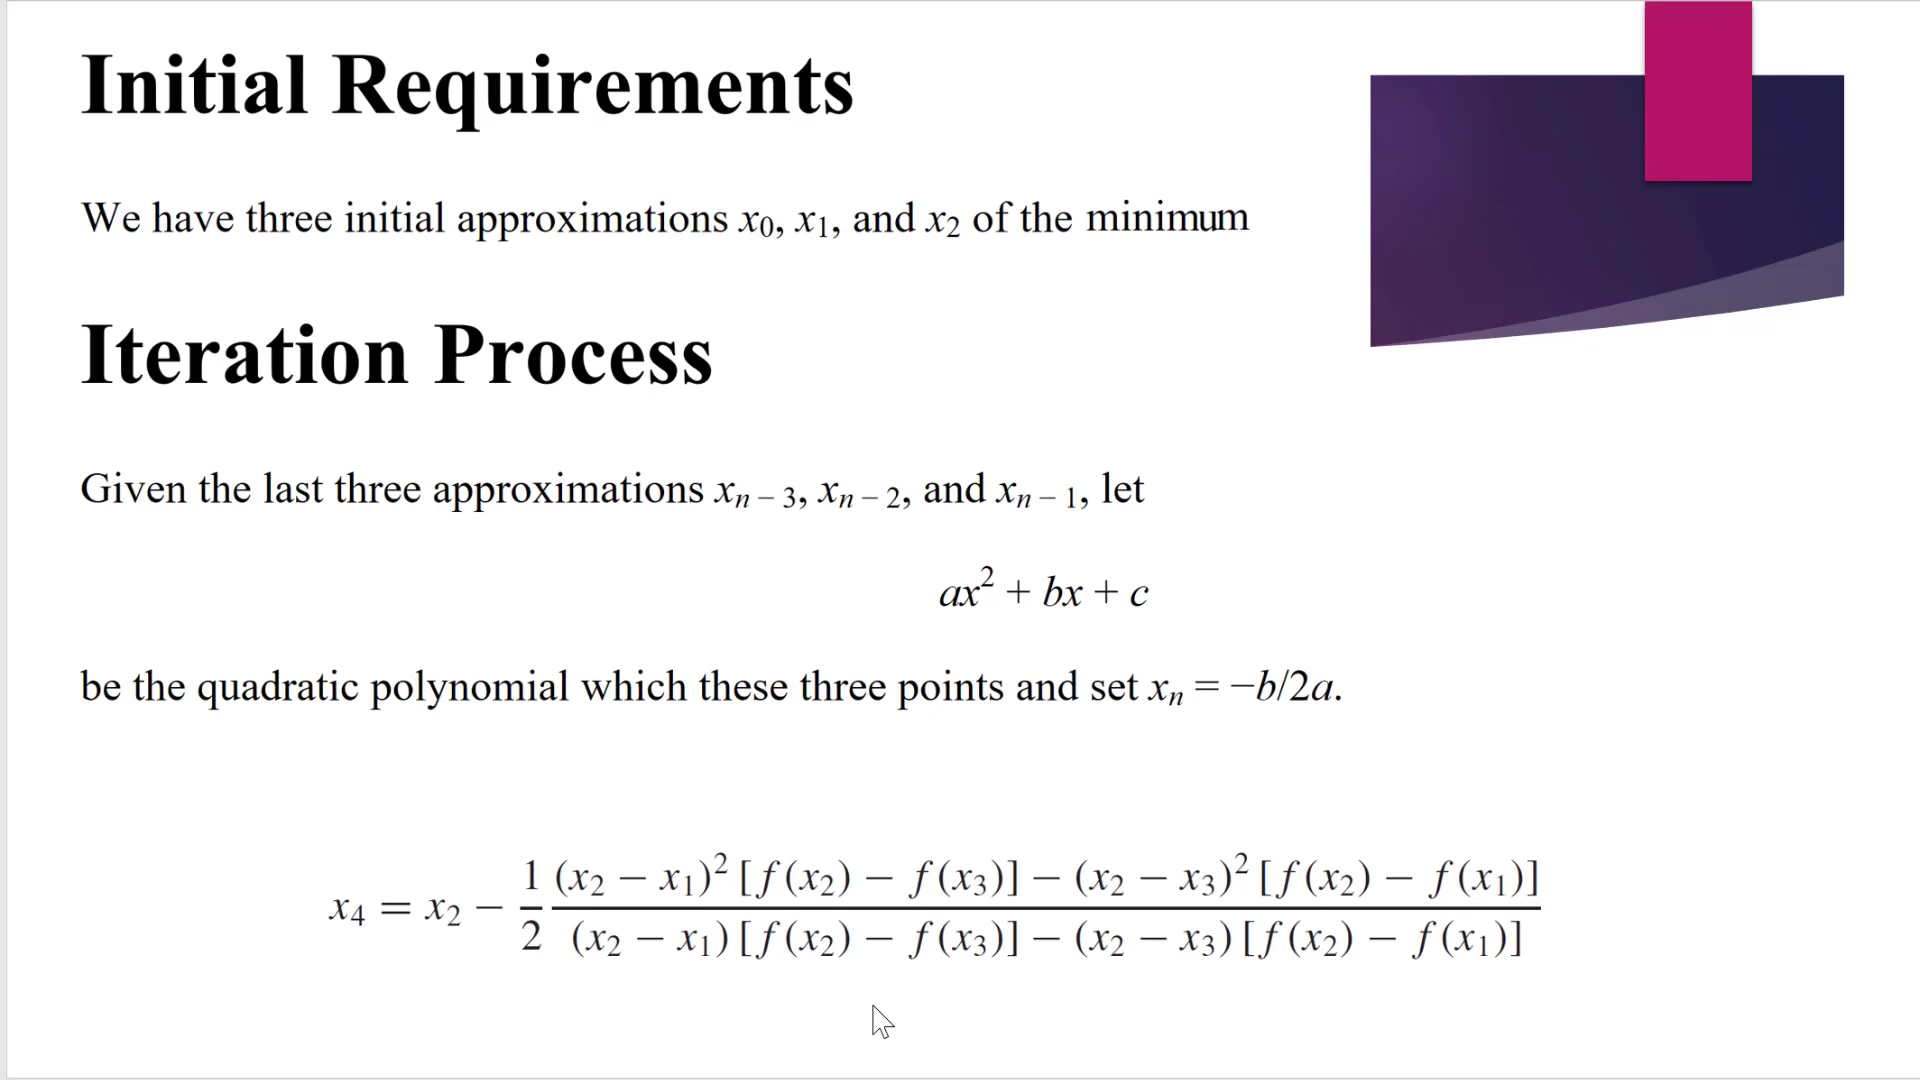 Initial Requirements
We have three initial approximations x₀, x₁, and x₂ of the minimum
Iteration Process
Given the last three approximations xₙ ₋ ₃, xₙ ₋ ₂, and xₙ ₋ ₁, let
ax² + bx + c
be the quadratic polynomial which these three points and set xₙ = −b/2a.
x₄ = x₂ − 1/2 (x₂ − x₁)² [f(x₂) − f(x₃)] − (x₂ − x₃)² [f(x₂) − f(x₁)] / (x₂ − x₁) [f(x₂) − f(x₃)] − (x₂ − x₃) [f(x₂) − f(x₁)]